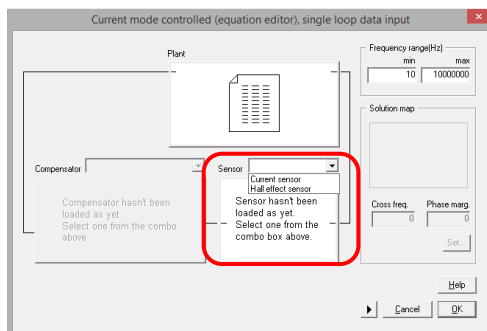 Current mode controlled (equation editor), single loop data input
x
Plant
Frequency range(Hz)
min max
10 10000000
Solution map
Compensator
Sensor
Current sensor
Hall effect sensor
Compensator hasn't been
loaded as yet.
Select one from the combo
above
Sensor hasn't been
loaded as yet.
Select one from the
combo box above.
Cross freq. Phase marg.
0 0
Set...
Help
Cancel OK